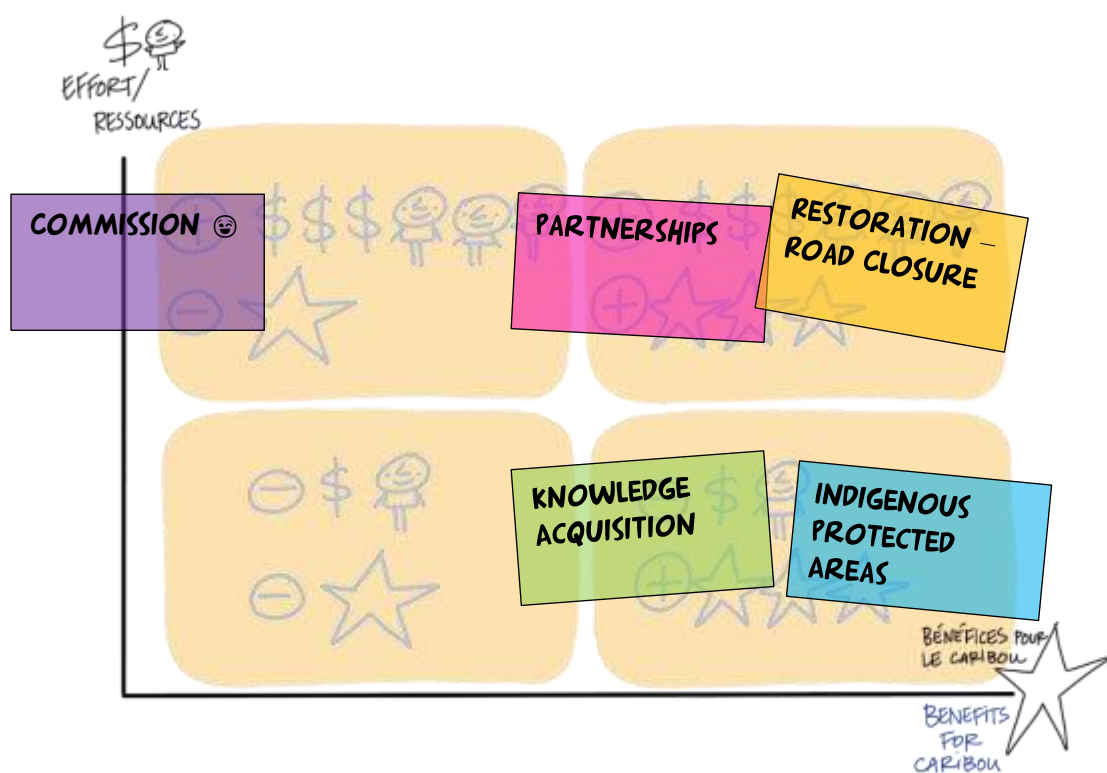 $
EFFORT/
RESSOURCES
COMMISSION 😄
+ $ $ $
-
PARTNERSHIPS
+ $ $ $
+
RESTORATION –
ROAD CLOSURE
- $
-
KNOWLEDGE
ACQUISITION
- $
+
INDIGENOUS
PROTECTED
AREAS
BÉNÉFICES POUR
LE CARIBOU
BENEFITS
FOR
CARIBOU